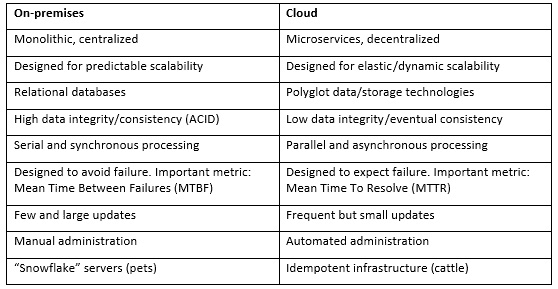 On-premises Cloud
Monolithic, centralized Microservices, decentralized
Designed for predictable scalability Designed for elastic/dynamic scalability
Relational databases Polyglot data/storage technologies
High data integrity/consistency (ACID) Low data integrity/eventual consistency
Serial and synchronous processing Parallel and asynchronous processing
Designed to avoid failure. Important metric: Designed to expect failure. Important metric:
Mean Time Between Failures (MTBF) Mean Time To Resolve (MTTR)
Few and large updates Frequent but small updates
Manual administration Automated administration
“Snowflake” servers (pets) Idempotent infrastructure (cattle)